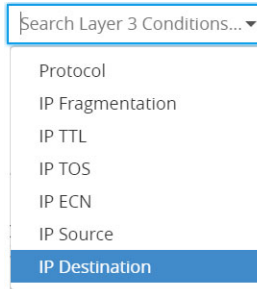 Search Layer 3 Conditions...
Protocol
IP Fragmentation
IP TTL
IP TOS
IP ECN
IP Source
IP Destination